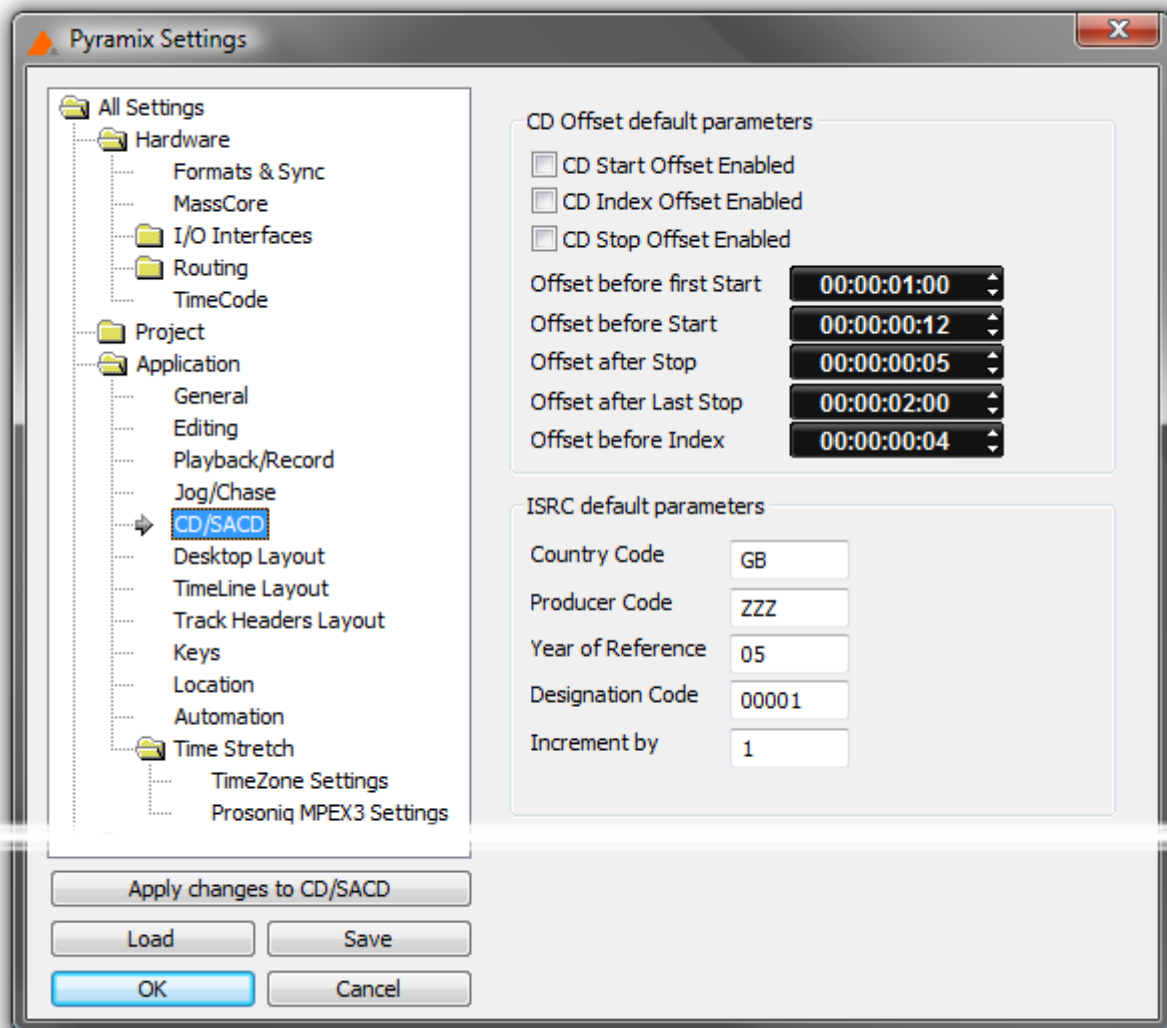 Pyramix Settings
X
All Settings
Hardware
Formats & Sync
MassCore
I/O Interfaces
Routing
TimeCode
Project
Application
General
Editing
Playback/Record
Jog/Chase
CD/SACD
Desktop Layout
TimeLine Layout
Track Headers Layout
Keys
Location
Automation
Time Stretch
TimeZone Settings
Prosoniq MPEX3 Settings
Apply changes to CD/SACD
Load Save
OK Cancel
CD Offset default parameters
CD Start Offset Enabled
CD Index Offset Enabled
CD Stop Offset Enabled
Offset before first Start 00:00:01:00
Offset before Start 00:00:00:12
Offset after Stop 00:00:00:05
Offset after Last Stop 00:00:02:00
Offset before Index 00:00:00:04
ISRC default parameters
Country Code GB
Producer Code ZZZ
Year of Reference 05
Designation Code 00001
Increment by 1